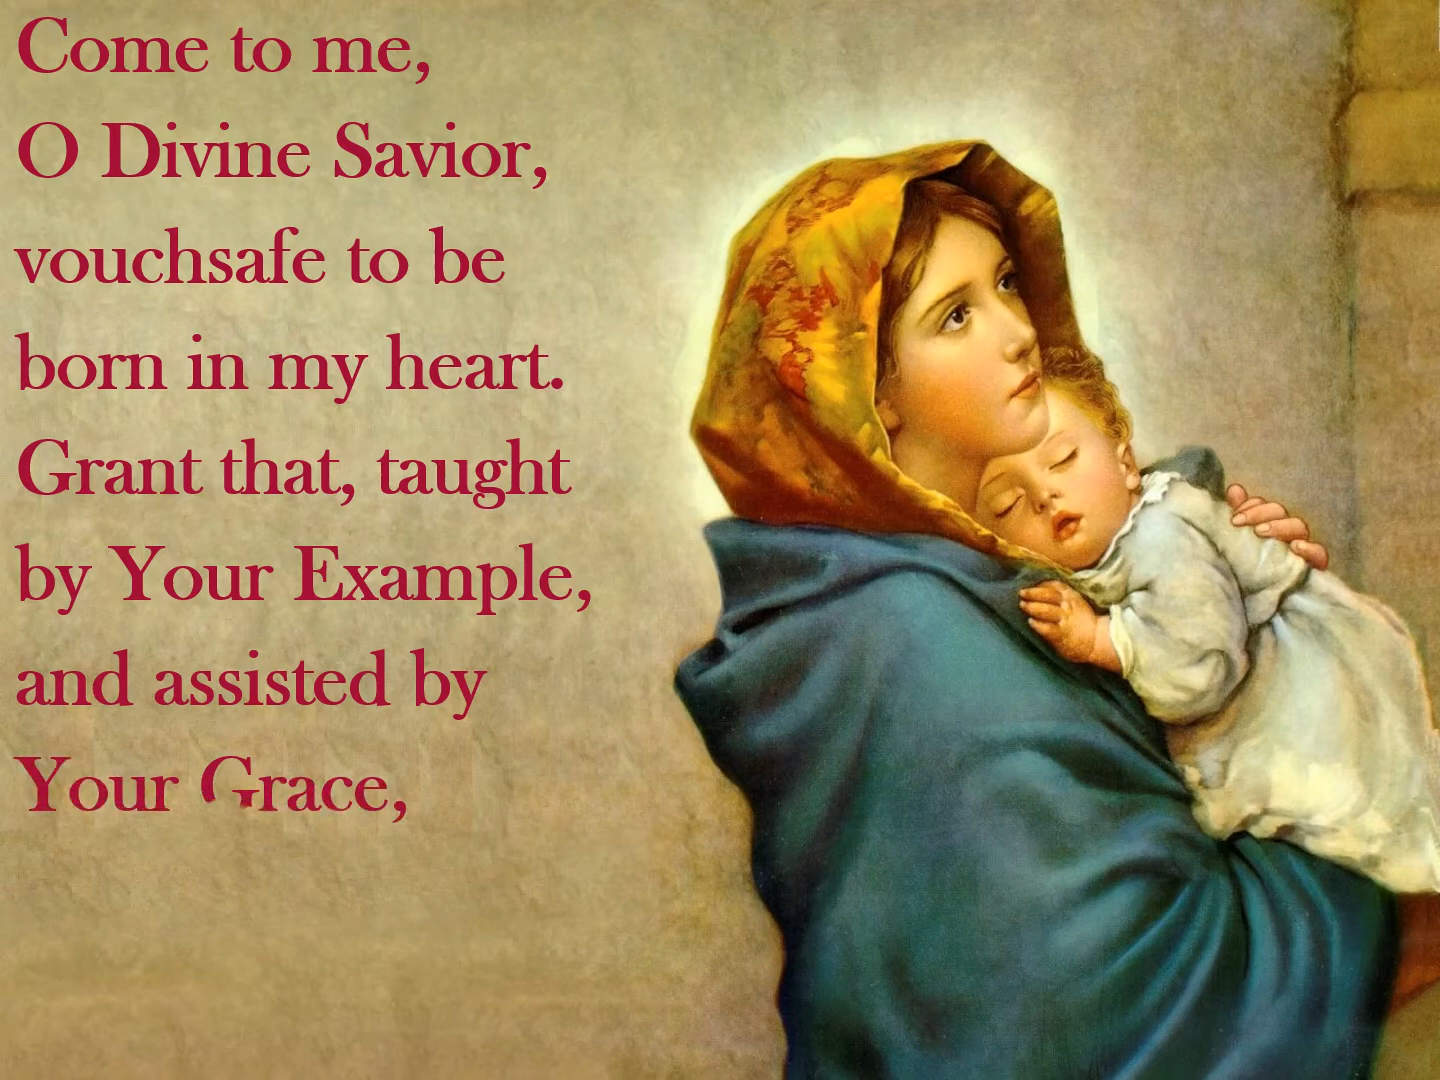 Come to me,
O Divine Savior,
vouchsafe to be
born in my heart.
Grant that, taught
by Your Example,
and assisted by
Your Grace,